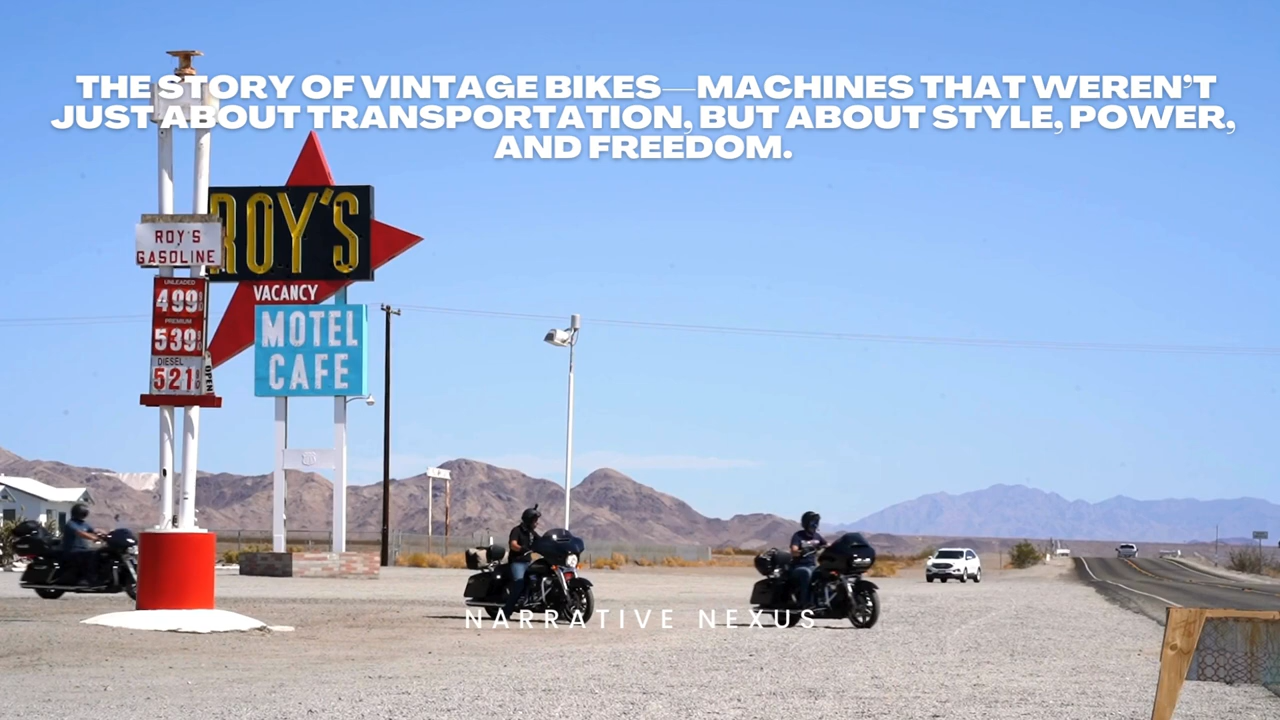 THE STORY OF VINTAGE BIKES—MACHINES THAT WEREN'T
JUST ABOUT TRANSPORTATION, BUT ABOUT STYLE, POWER,
AND FREEDOM.
ROY'S
ROY'S
GASOLINE
VACANCY
UNLEADED
499
PREMIUM
539
DIESEL
521
OPEN
MOTEL
CAFE
NARRATIVE NEXUS